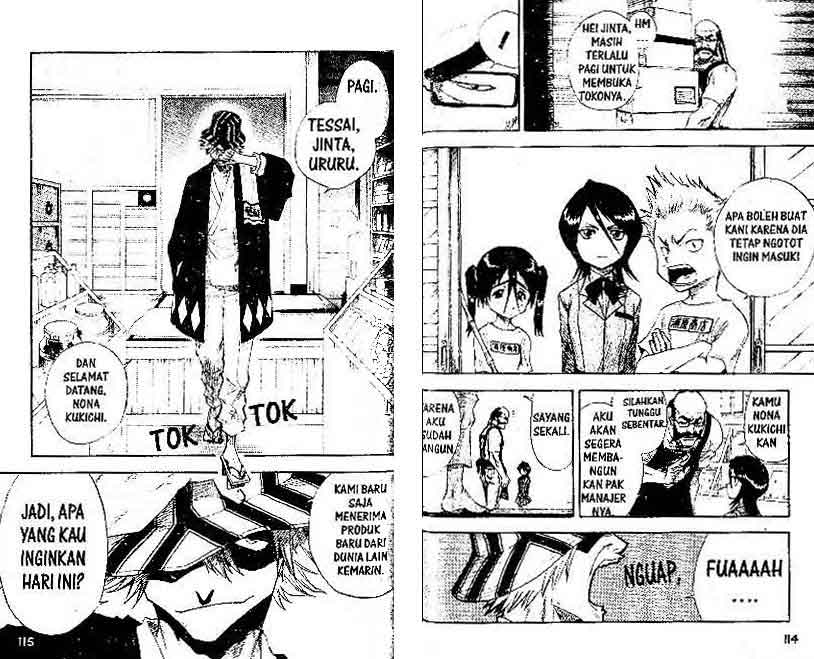 HM
HEI JINTA,
MASIH
TERLALU
PAGI UNTUK
MEMBUKA
TOKONYA.
APA BOLEH BUAT
KANI KARENA DIA
TETAP NGOTOT
INGIN MASUK!
KAMU
NONA
KUKICHI
KAN
SILAHKAN
TUNGGU
SEBENTAR.
AKU
AKAN
SEGERA
MEMBA-
NGUN
KAN PAK
MANAJER
NYA.
SAYANG
SEKALI.
KARENA
AKU
SUDAH
BANGUN.
FUAAAAH
....
NGUAP.
114
PAGI.
TESSAI,
JINTA,
URURU.
DAN
SELAMAT
DATANG,
NONA
KUKICHI.
TOK
TOK
KAMI BARU
SAJA
MENERIMA
PRODUK
BARU DARI
DUNIA LAIN
KEMARIN.
JADI, APA
YANG KAU
INGINKAN
HARI INI?
115